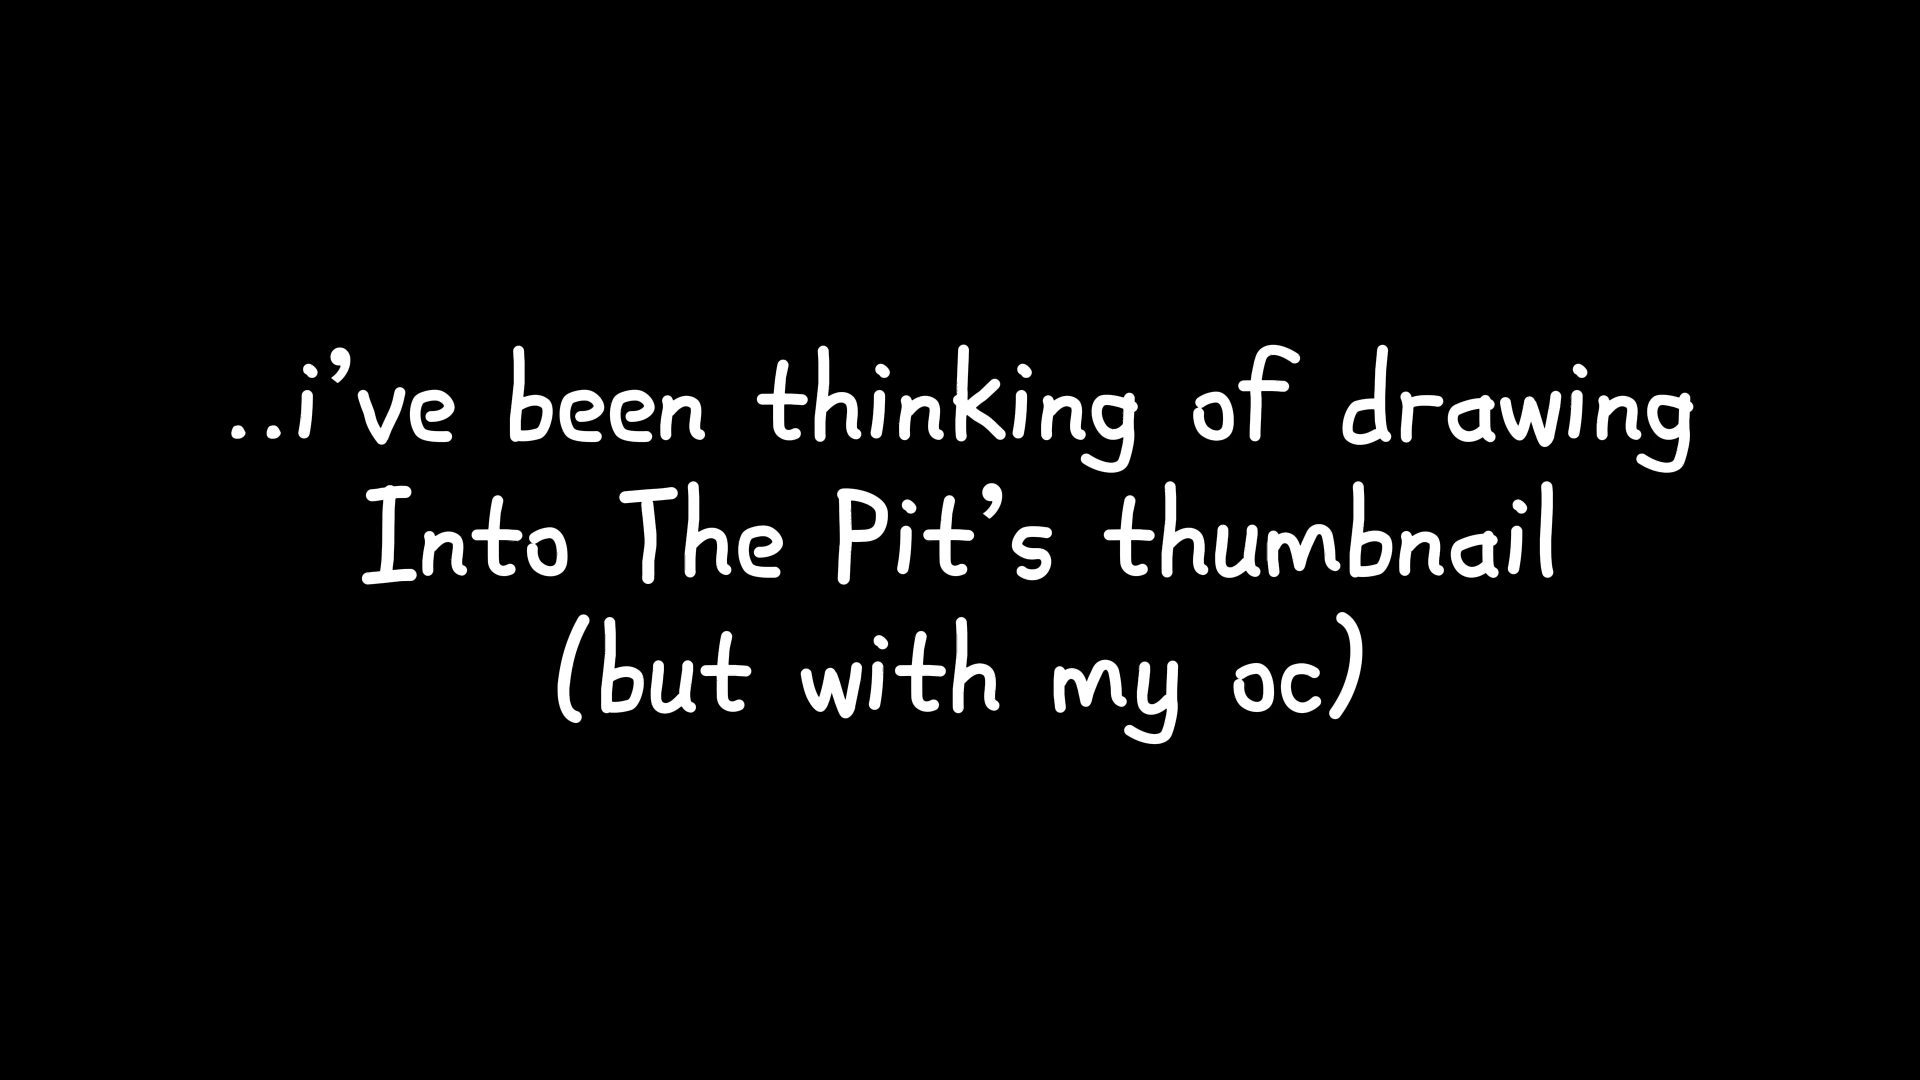 ..i’ve been thinking of drawing
Into The Pit’s thumbnail
(but with my oc)